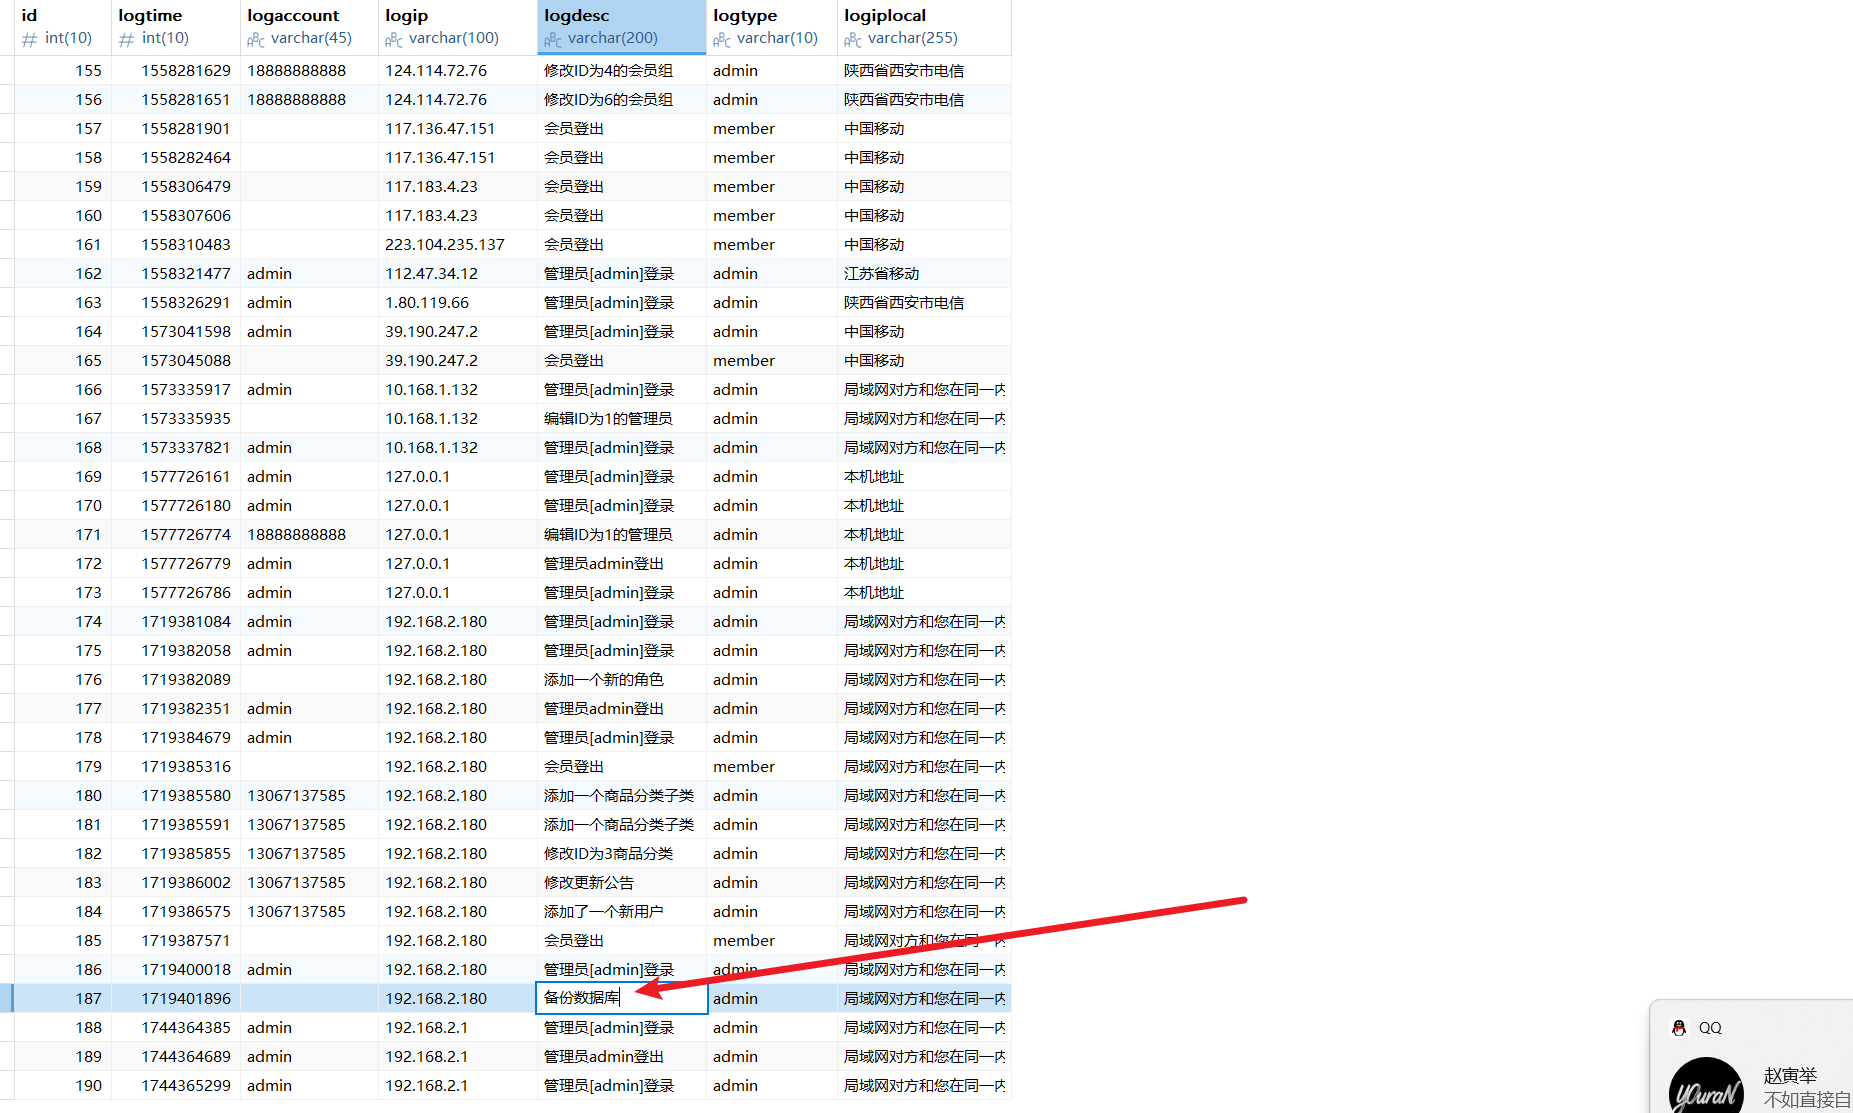 id logtime logaccount logip logdesc logtype logiplocal
# int(10) # int(10) ABC varchar(45) ABC varchar(100) ABC varchar(200) ABC varchar(10) ABC varchar(255)
155 1558281629 18888888888 124.114.72.76 修改ID为4的会员组 admin 陕西省西安市电信
156 1558281651 18888888888 124.114.72.76 修改ID为6的会员组 admin 陕西省西安市电信
157 1558281901 117.136.47.151 会员登出 member 中国移动
158 1558282464 117.136.47.151 会员登出 member 中国移动
159 1558306479 117.183.4.23 会员登出 member 中国移动
160 1558307606 117.183.4.23 会员登出 member 中国移动
161 1558310483 223.104.235.137 会员登出 member 中国移动
162 1558321477 admin 112.47.34.12 管理员[admin]登录 admin 江苏省移动
163 1558326291 admin 1.80.119.66 管理员[admin]登录 admin 陕西省西安市电信
164 1573041598 admin 39.190.247.2 管理员[admin]登录 admin 中国移动
165 1573045088 39.190.247.2 会员登出 member 中国移动
166 1573335917 admin 10.168.1.132 管理员[admin]登录 admin 局域网对方和您在同一内
167 1573335935 10.168.1.132 编辑ID为1的管理员 admin 局域网对方和您在同一内
168 1573337821 admin 10.168.1.132 管理员[admin]登录 admin 局域网对方和您在同一内
169 1577726161 admin 127.0.0.1 管理员[admin]登录 admin 本机地址
170 1577726180 admin 127.0.0.1 管理员[admin]登录 admin 本机地址
171 1577726774 18888888888 127.0.0.1 编辑ID为1的管理员 admin 本机地址
172 1577726779 admin 127.0.0.1 管理员admin登出 admin 本机地址
173 1577726786 admin 127.0.0.1 管理员[admin]登录 admin 本机地址
174 1719381084 admin 192.168.2.180 管理员[admin]登录 admin 局域网对方和您在同一内
175 1719382058 admin 192.168.2.180 管理员[admin]登录 admin 局域网对方和您在同一内
176 1719382089 192.168.2.180 添加一个新的角色 admin 局域网对方和您在同一内
177 1719382351 admin 192.168.2.180 管理员admin登出 admin 局域网对方和您在同一内
178 1719384679 admin 192.168.2.180 管理员[admin]登录 admin 局域网对方和您在同一内
179 1719385316 192.168.2.180 会员登出 member 局域网对方和您在同一内
180 1719385580 13067137585 192.168.2.180 添加一个商品分类子类 admin 局域网对方和您在同一内
181 1719385591 13067137585 192.168.2.180 添加一个商品分类子类 admin 局域网对方和您在同一内
182 1719385855 13067137585 192.168.2.180 修改ID为3商品分类 admin 局域网对方和您在同一内
183 1719386002 13067137585 192.168.2.180 修改更新公告 admin 局域网对方和您在同一内
184 1719386575 13067137585 192.168.2.180 添加了一个新用户 admin 局域网对方和您在同一内
185 1719387571 192.168.2.180 会员登出 member 局域网对方和您在同一内
186 1719400018 admin 192.168.2.180 管理员[admin]登录 admin 局域网对方和您在同一内
187 1719401896 192.168.2.180 备份数据库 admin 局域网对方和您在同一内
188 1744364385 admin 192.168.2.1 管理员[admin]登录 admin 局域网对方和您在同一内
189 1744364689 admin 192.168.2.1 管理员admin登出 admin 局域网对方和您在同一内
190 1744365299 admin 192.168.2.1 管理员[admin]登录 admin 局域网对方和您在同一内
QQ
yOuraN
赵寅举
不如直接自